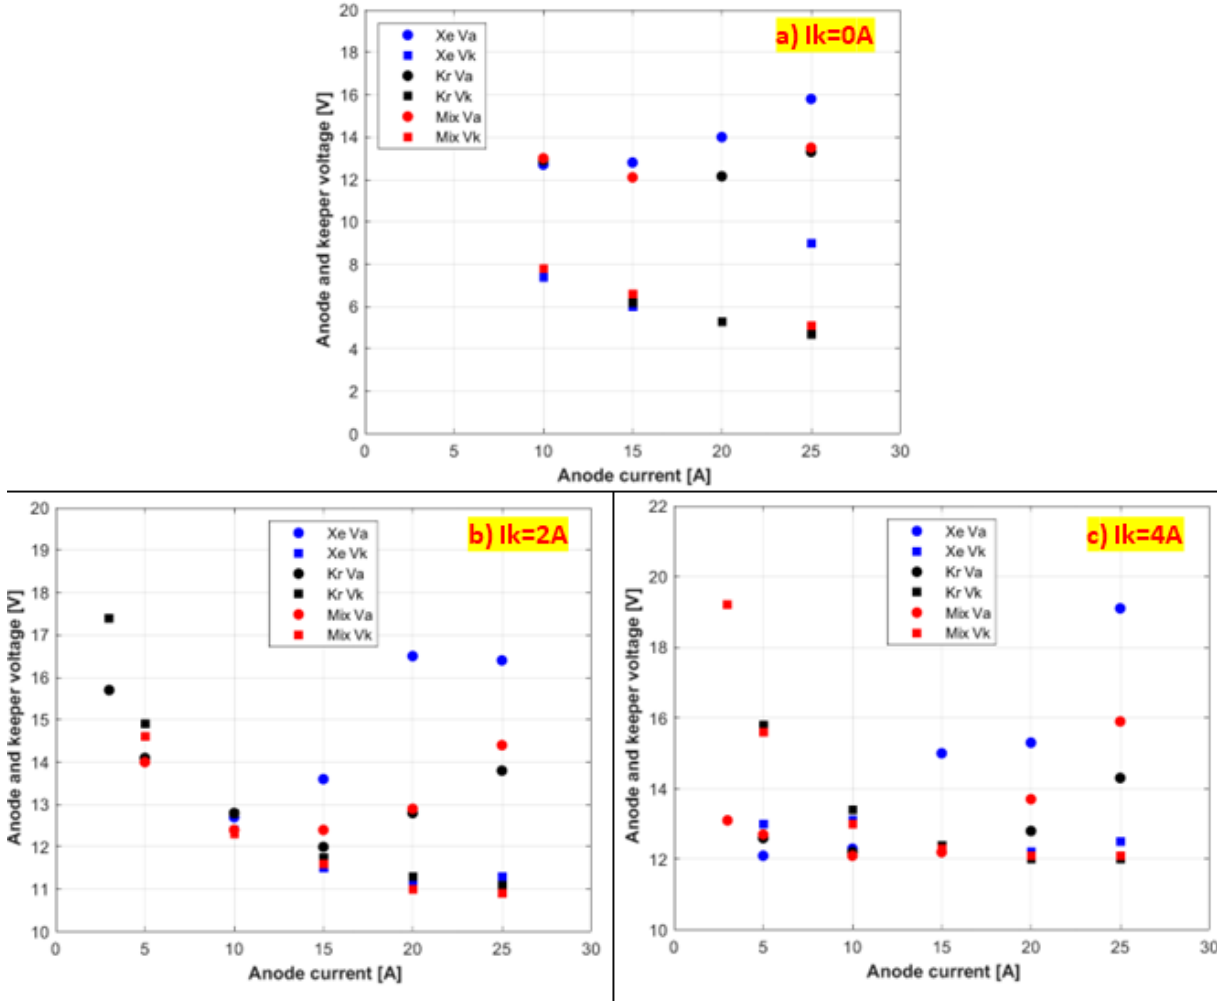 a) Ik=0A
Xe Va
Xe Vk
Kr Va
Kr Vk
Mix Va
Mix Vk
Anode and keeper voltage [V]
20
18
16
14
12
10
8
6
4
2
0
0 5 10 15 20 25 30
Anode current [A]
b) Ik=2A
Xe Va
Xe Vk
Kr Va
Kr Vk
Mix Va
Mix Vk
Anode and keeper voltage [V]
20
19
18
17
16
15
14
13
12
11
10
0 5 10 15 20 25 30
Anode current [A]
c) Ik=4A
Xe Va
Xe Vk
Kr Va
Kr Vk
Mix Va
Mix Vk
Anode and keeper voltage [V]
22
20
18
16
14
12
10
0 5 10 15 20 25 30
Anode current [A]